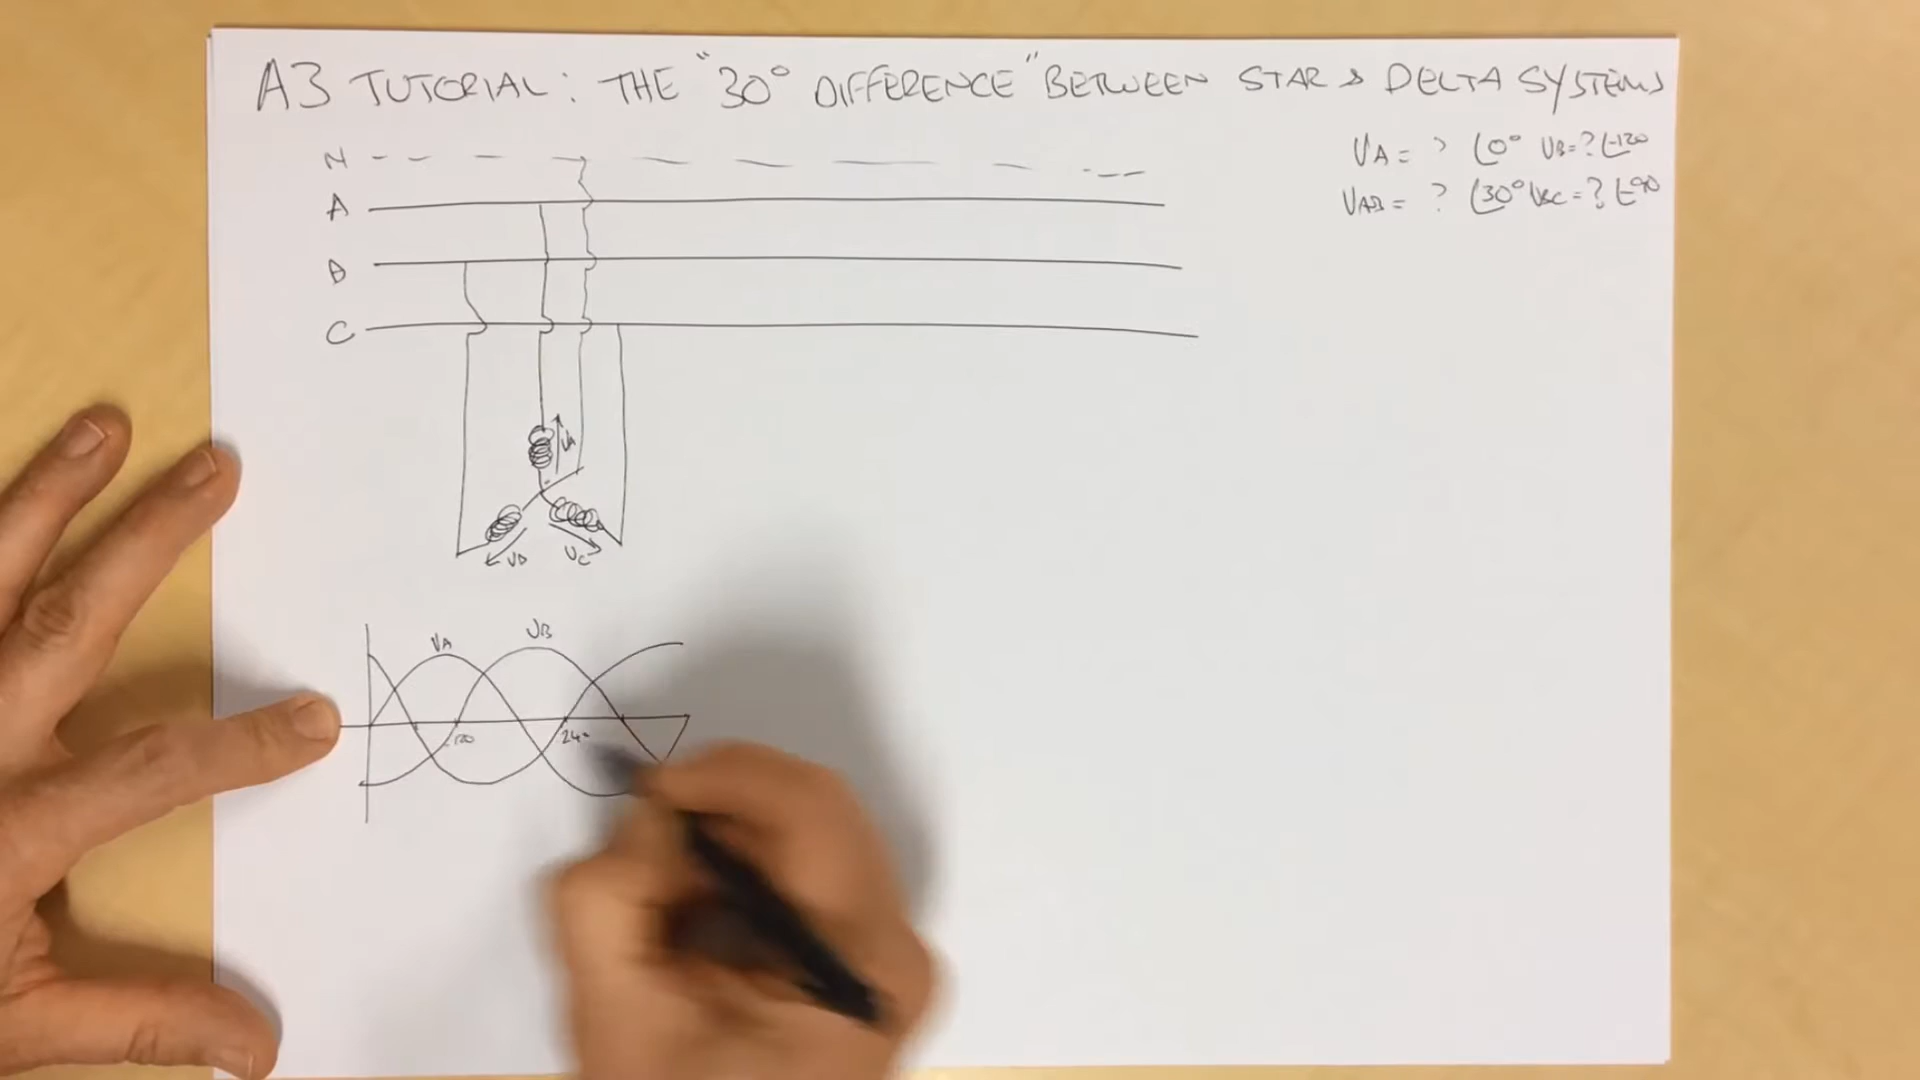 A3 TUTORIAL: THE "30° DIFFERENCE" BETWEEN STAR & DELTA SYSTEMS
VA = ? ∠0° VB=? ∠-120
VAB = ? ∠30° VBC=? ∠-90
N
A
B
C
VA
VB
VC
VA
VB
120
240